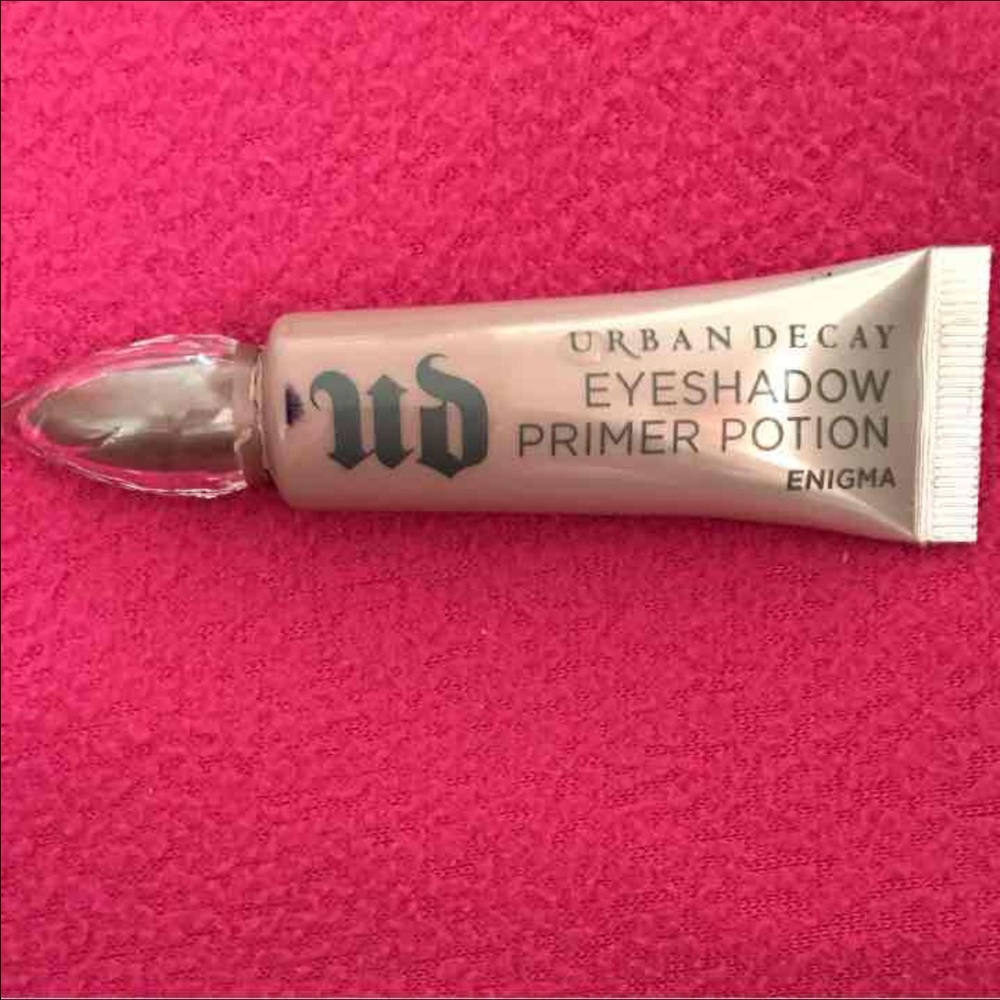 ud
URBAN DECAY
EYESHADOW
PRIMER POTION
ENIGMA